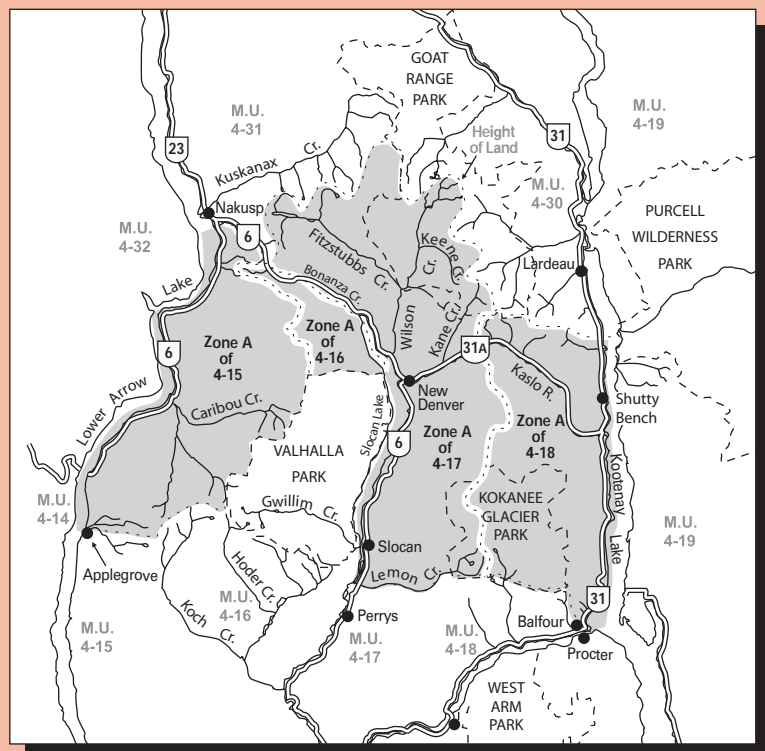 GOAT
RANGE
PARK
M.U.
4-31
M.U.
4-19
Height
of Land
31
23
Kuskanax Cr.
M.U.
4-30
Nakusp
PURCELL
WILDERNESS
PARK
M.U.
4-32
6
Fitzstubbs Cr.
Keene Cr.
Cr.
Lardeau
Bonanza Cr.
Lake
Wilson
Kane Cr.
Zone A
of
4-15
Zone A
of
4-16
31A
6
Kaslo R.
New
Denver
Shutty
Bench
Lower Arrow
Caribou Cr.
Slocan Lake
Zone A
of
4-17
Zone A
of
4-18
6
VALHALLA
PARK
Kootenay
Lake
M.U.
4-14
Gwillim Cr.
KOKANEE
GLACIER
PARK
M.U.
4-19
Slocan
Applegrove
Hoder Cr.
Lemon Cr.
M.U.
4-16
31
Koch Cr.
Perrys
Balfour
M.U.
4-15
M.U.
4-17
M.U.
4-18
Procter
WEST
ARM
PARK